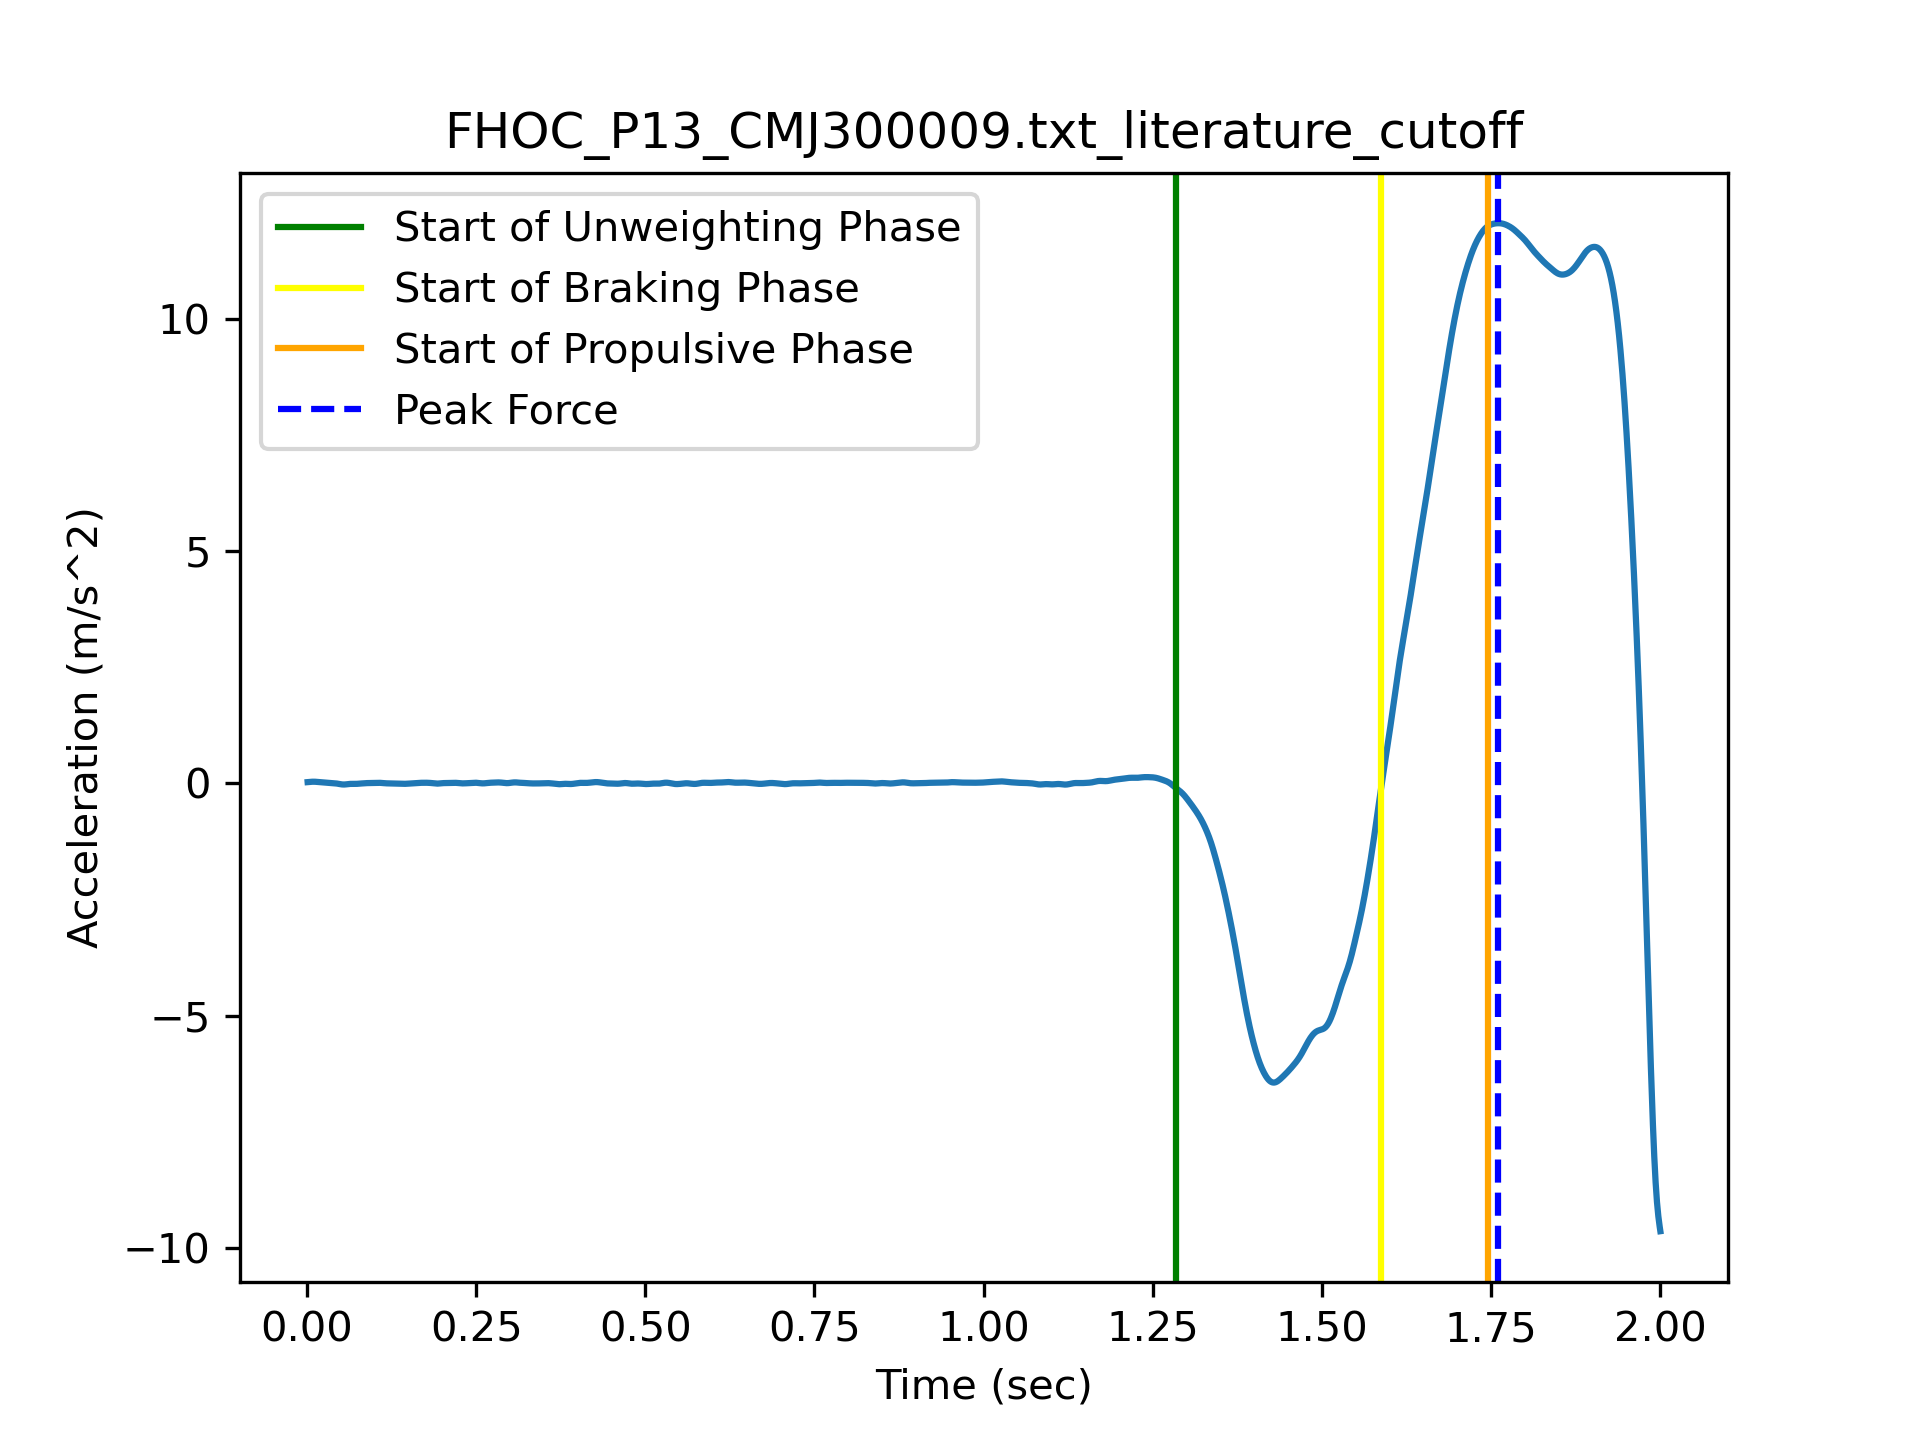 FHOC_P13_CMJ300009.txt_literature_cutoff
Start of Unweighting Phase
Start of Braking Phase
Start of Propulsive Phase
Peak Force
Acceleration (m/s^2)
10
5
0
−5
−10
0.00 0.25 0.50 0.75 1.00 1.25 1.50 1.75 2.00
Time (sec)